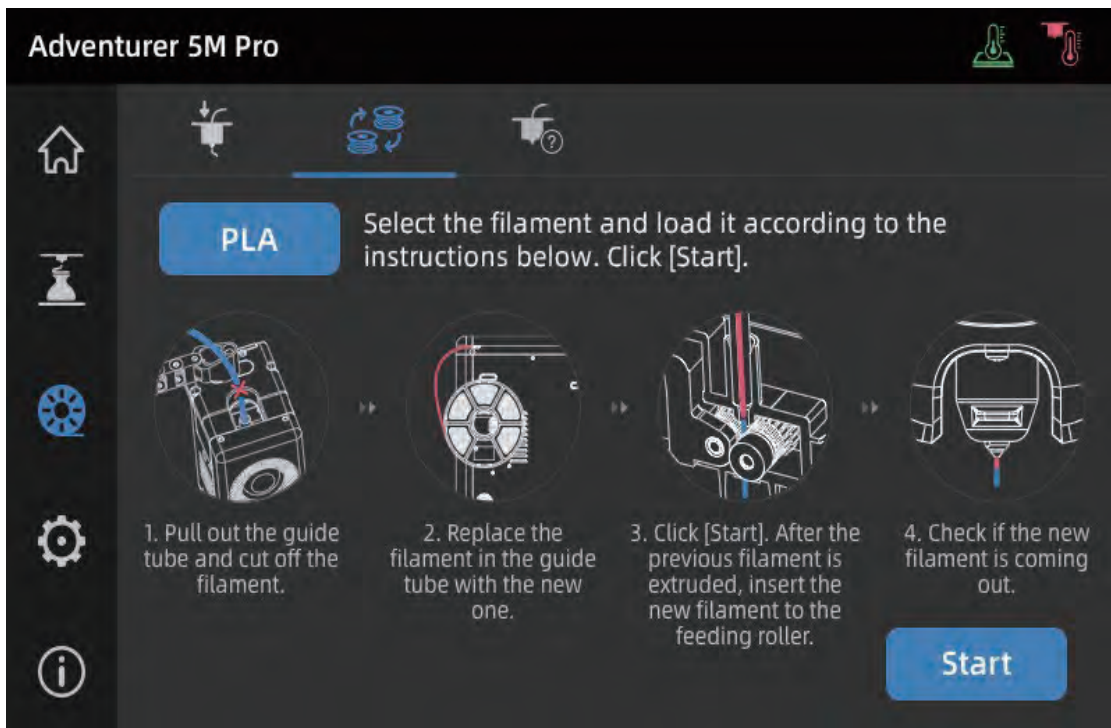 Adventurer 5M Pro
PLA
Select the filament and load it according to the
instructions below. Click [Start].
1. Pull out the guide
tube and cut off the
filament.
2. Replace the
filament in the guide
tube with the new
one.
3. Click [Start]. After the
previous filament is
extruded, insert the
new filament to the
feeding roller.
4. Check if the new
filament is coming
out.
Start